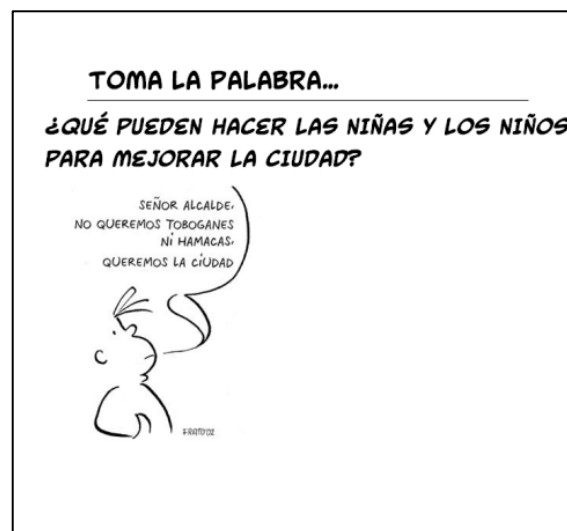 TOMA LA PALABRA...
¿QUÉ PUEDEN HACER LAS NIÑAS Y LOS NIÑOS
PARA MEJORAR LA CIUDAD?
SEÑOR ALCALDE,
NO QUEREMOS TOBOGANES
NI HAMACAS,
QUEREMOS LA CIUDAD
FRATO'02